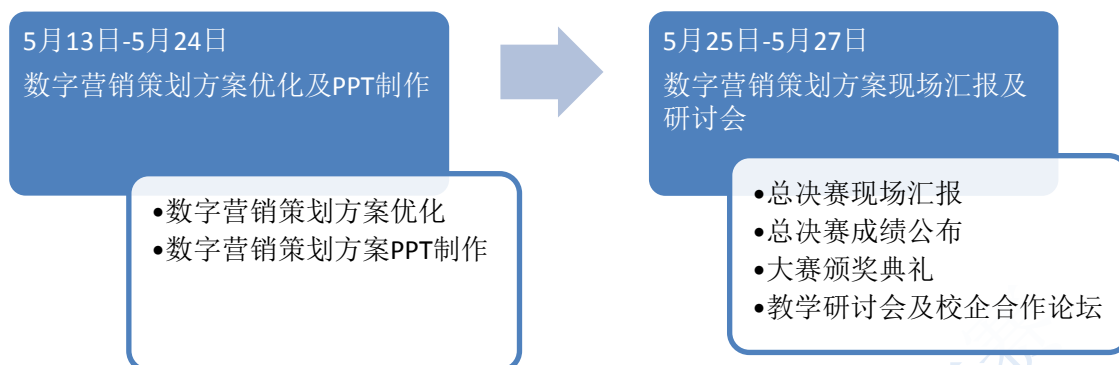 5月13日-5月24日
数字营销策划方案优化及PPT制作
•数字营销策划方案优化
•数字营销策划方案PPT制作
5月25日-5月27日
数字营销策划方案现场汇报及
研讨会
•总决赛现场汇报
•总决赛成绩公布
•大赛颁奖典礼
•教学研讨会及校企合作论坛